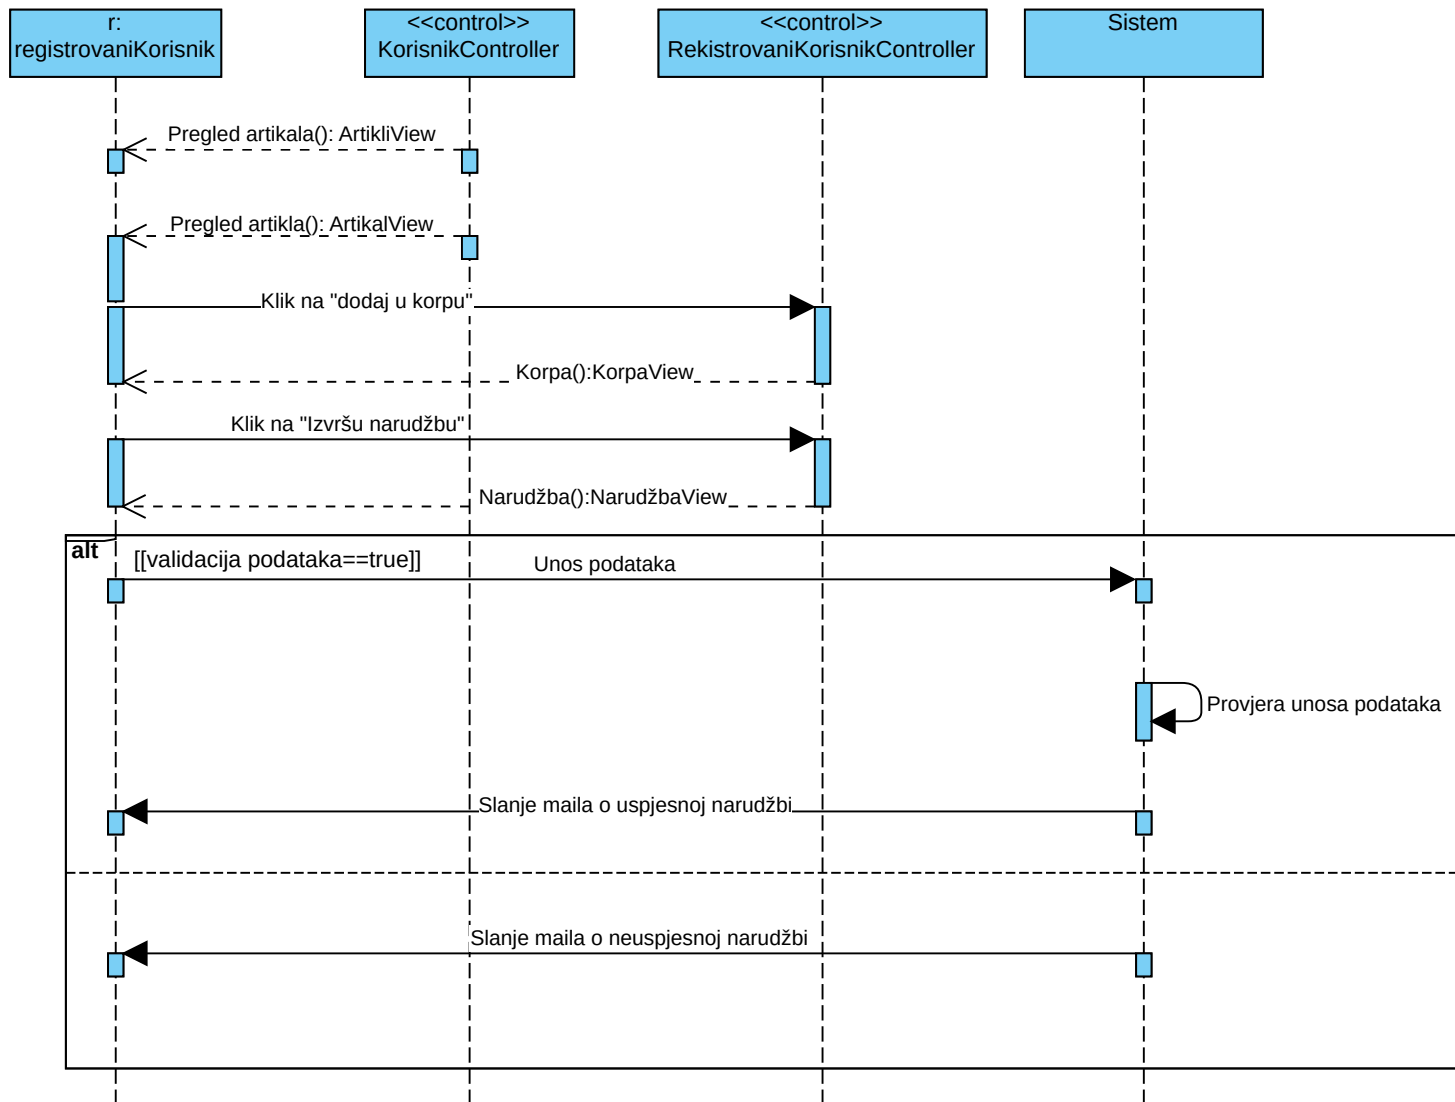 r:
registrovaniKorisnik
<<control>>
KorisnikController
<<control>>
RekistrovaniKorisnikController
Sistem
Pregled artikala(): ArtikliView
Pregled artikla(): ArtikalView
Klik na "dodaj u korpu"
Korpa():KorpaView
Klik na "Izvršu narudžbu"
Narudžba():NarudžbaView
alt
[[validacija podataka==true]]
Unos podataka
Provjera unosa podataka
Slanje maila o uspjesnoj narudžbi
Slanje maila o neuspjesnoj narudžbi